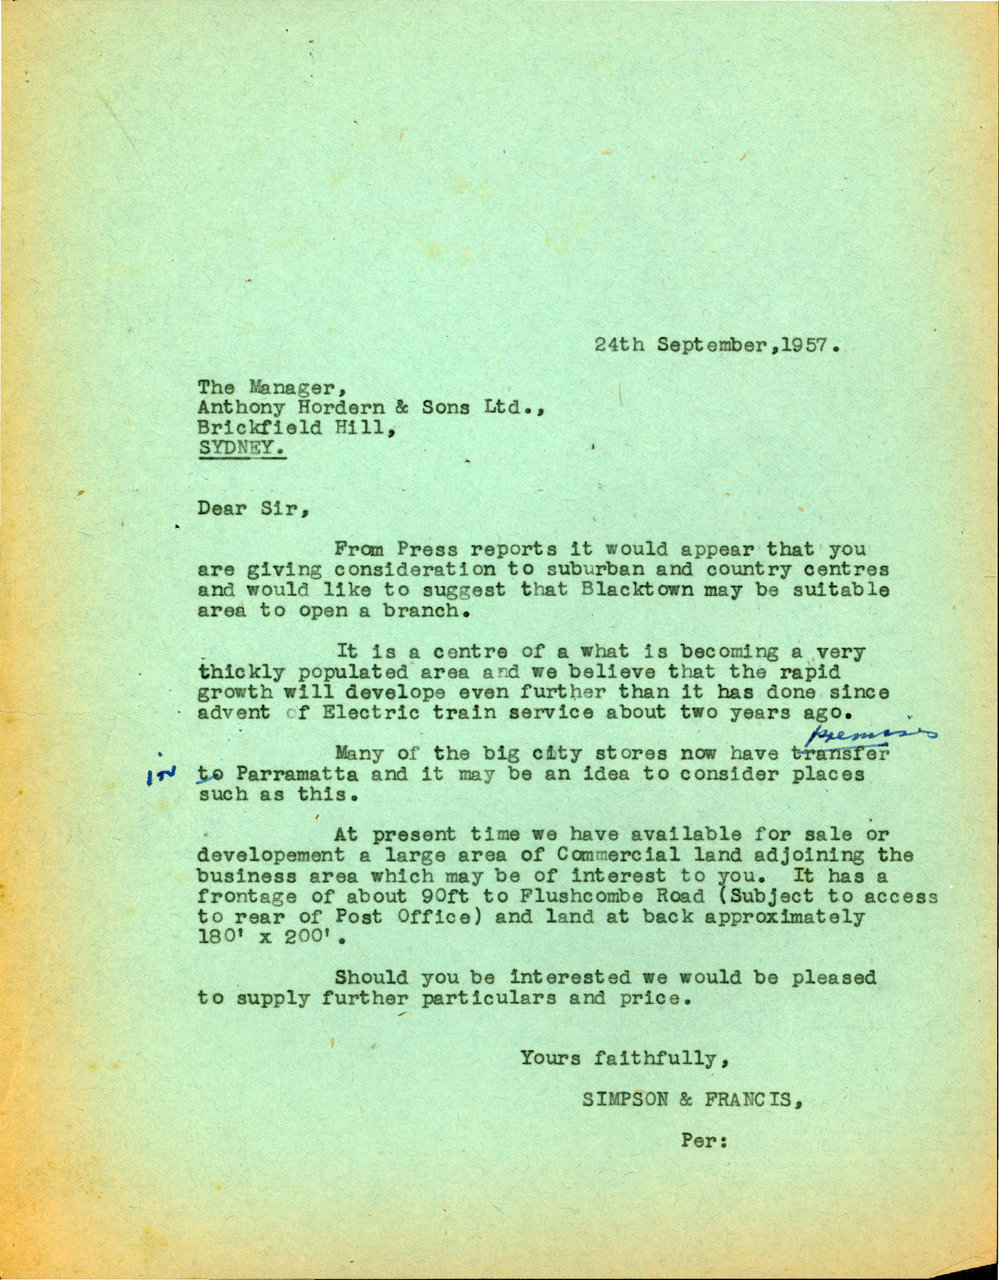 24th September,1957.
The Manager,
Anthony Hordern & Sons Ltd.,
Brickfield Hill,
SYDNEY.
Dear Sir,
From Press reports it would appear that you
are giving consideration to suburban and country centres
and would like to suggest that Blacktown may be suitable
area to open a branch.
It is a centre of a what is becoming a very
thickly populated area and we believe that the rapid
growth will develope even further than it has done since
advent of Electric train service about two years ago.
premises
Many of the big city stores now have transfer
in to Parramatta and it may be an idea to consider places
such as this.
At present time we have available for sale or
developement a large area of Commercial land adjoining the
business area which may be of interest to you. It has a
frontage of about 90ft to Flushcombe Road (Subject to access
to rear of Post Office) and land at back approximately
180' x 200'.
Should you be interested we would be pleased
to supply further particulars and price.
Yours faithfully,
SIMPSON & FRANCIS,
Per: